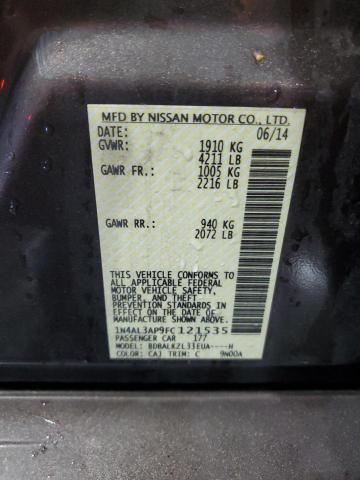 MFD BY NISSAN MOTOR CO., LTD.
DATE: 06/14
GVWR: 1910 KG
4211 LB
GAWR FR.: 1005 KG
2216 LB
GAWR RR.: 940 KG
2072 LB
THIS VEHICLE CONFORMS TO
ALL APPLICABLE FEDERAL
MOTOR VEHICLE SAFETY,
BUMPER, AND THEFT
PREVENTION STANDARDS IN
EFFECT ON THE DATE OF
MANUFACTURE SHOWN ABOVE.
1N4AL3AP9FC121535
PASSENGER CAR 177
MODEL: BDBALKZL33EUA----H
COLOR: CAJ TRIM: C 9N00A